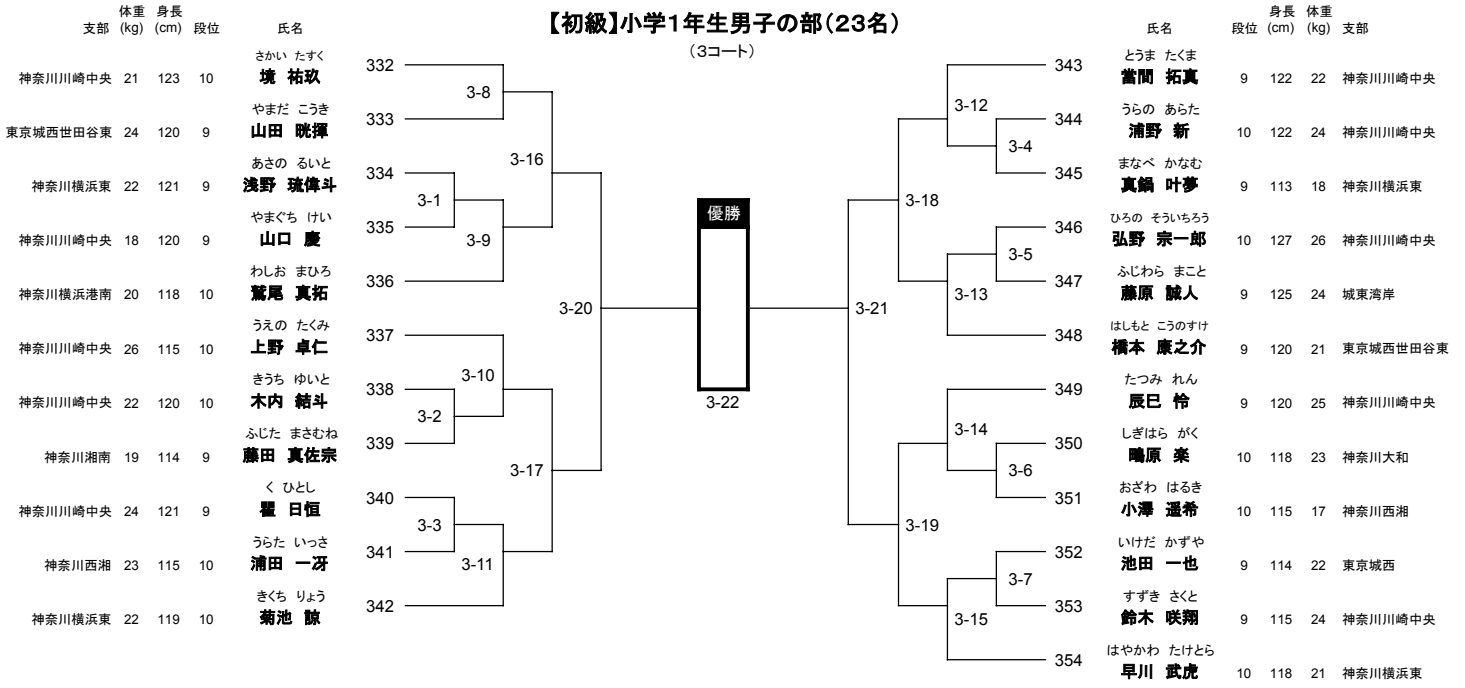 【初級】小学1年生男子の部(23名)
(3コート)
支部 体重(kg) 身長(cm) 段位 氏名
さかい たすく
神奈川川崎中央 21 123 10 境 祐玖 332
3-8
やまだ こうき
東京城西世田谷東 24 120 9 山田 晄揮 333
3-16
あさの るいと
神奈川横浜東 22 121 9 浅野 琉偉斗 334
3-1
やまぐち けい
神奈川川崎中央 18 120 9 山口 慶 335
3-9
わしお まひろ
神奈川横浜港南 20 118 10 鷲尾 真拓 336
3-20
うえの たくみ
神奈川川崎中央 26 115 10 上野 卓仁 337
3-10
きうち ゆいと
神奈川川崎中央 22 120 10 木内 結斗 338
3-2
ふじた まさむね
神奈川湘南 19 114 9 藤田 真佐宗 339
3-17
く ひとし
神奈川川崎中央 24 121 9 瞿 日恒 340
3-3
うらた いっさ
神奈川西湘 23 115 10 浦田 一冴 341
3-11
きくち りょう
神奈川横浜東 22 119 10 菊池 諒 342
優勝
3-22
氏名 段位 身長(cm) 体重(kg) 支部
とうま たくま
343 當間 拓真 9 122 22 神奈川川崎中央
3-12
うらの あらた
344 浦野 新 10 122 24 神奈川川崎中央
3-4
まなべ かなむ
345 真鍋 叶夢 9 113 18 神奈川横浜東
3-18
ひろの そういちろう
346 弘野 宗一郎 10 127 26 神奈川川崎中央
3-5
ふじわら まこと
347 藤原 誠人 9 125 24 城東湾岸
3-13
3-21
はしもと こうのすけ
348 橋本 康之介 9 120 21 東京城西世田谷東
たつみ れん
349 辰巳 怜 9 120 25 神奈川川崎中央
3-14
しぎはら がく
350 鴫原 楽 10 118 23 神奈川大和
3-6
おざわ はるき
351 小澤 遥希 10 115 17 神奈川西湘
3-19
いけだ かずや
352 池田 一也 9 114 22 東京城西
3-7
すずき さくと
353 鈴木 咲翔 9 115 24 神奈川川崎中央
3-15
はやかわ たけとら
354 早川 武虎 10 118 21 神奈川横浜東